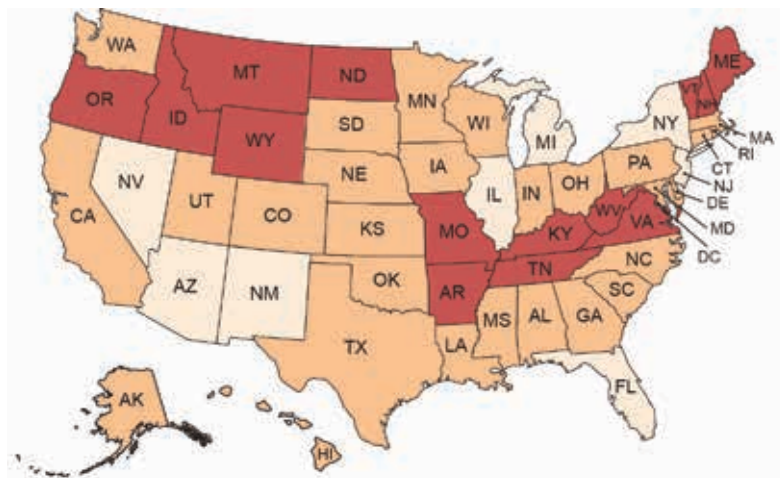 WA
ME
MT
ND
VT
NH
OR
MN
ID
WI
NY
MA
SD
MI
WY
RI
IA
PA
CT
NE
NJ
NV
IL
IN
OH
DE
UT
CO
WV
MD
CA
KS
MO
KY
VA
DC
NC
TN
AZ
NM
OK
AR
SC
MS
AL
GA
TX
LA
AK
FL
HI